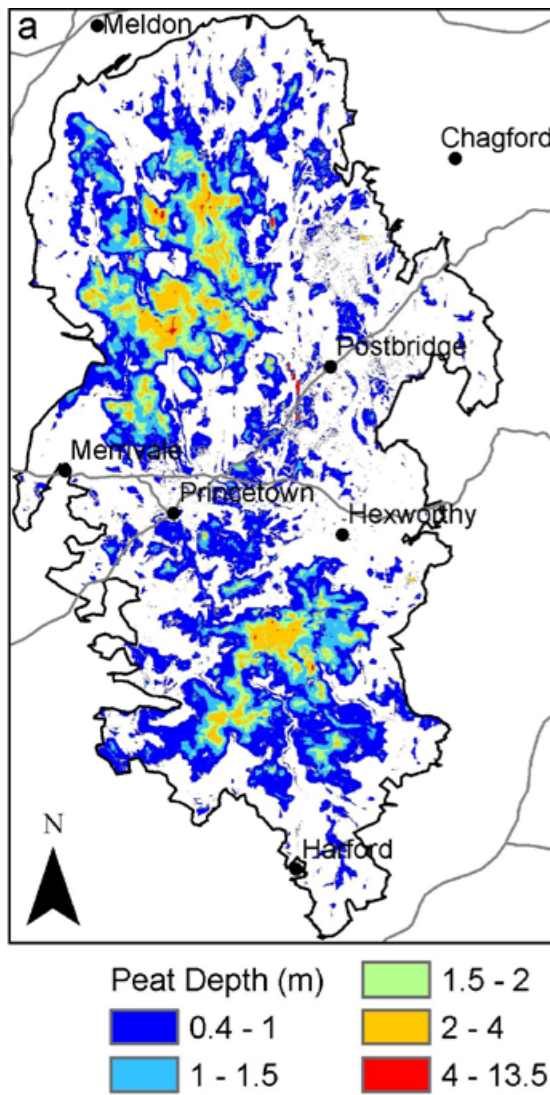 a
Meldon
Chagford
Postbridge
Merrivale
Princetown
Hexworthy
Harford
N
Peat Depth (m)
0.4 - 1
1 - 1.5
1.5 - 2
2 - 4
4 - 13.5